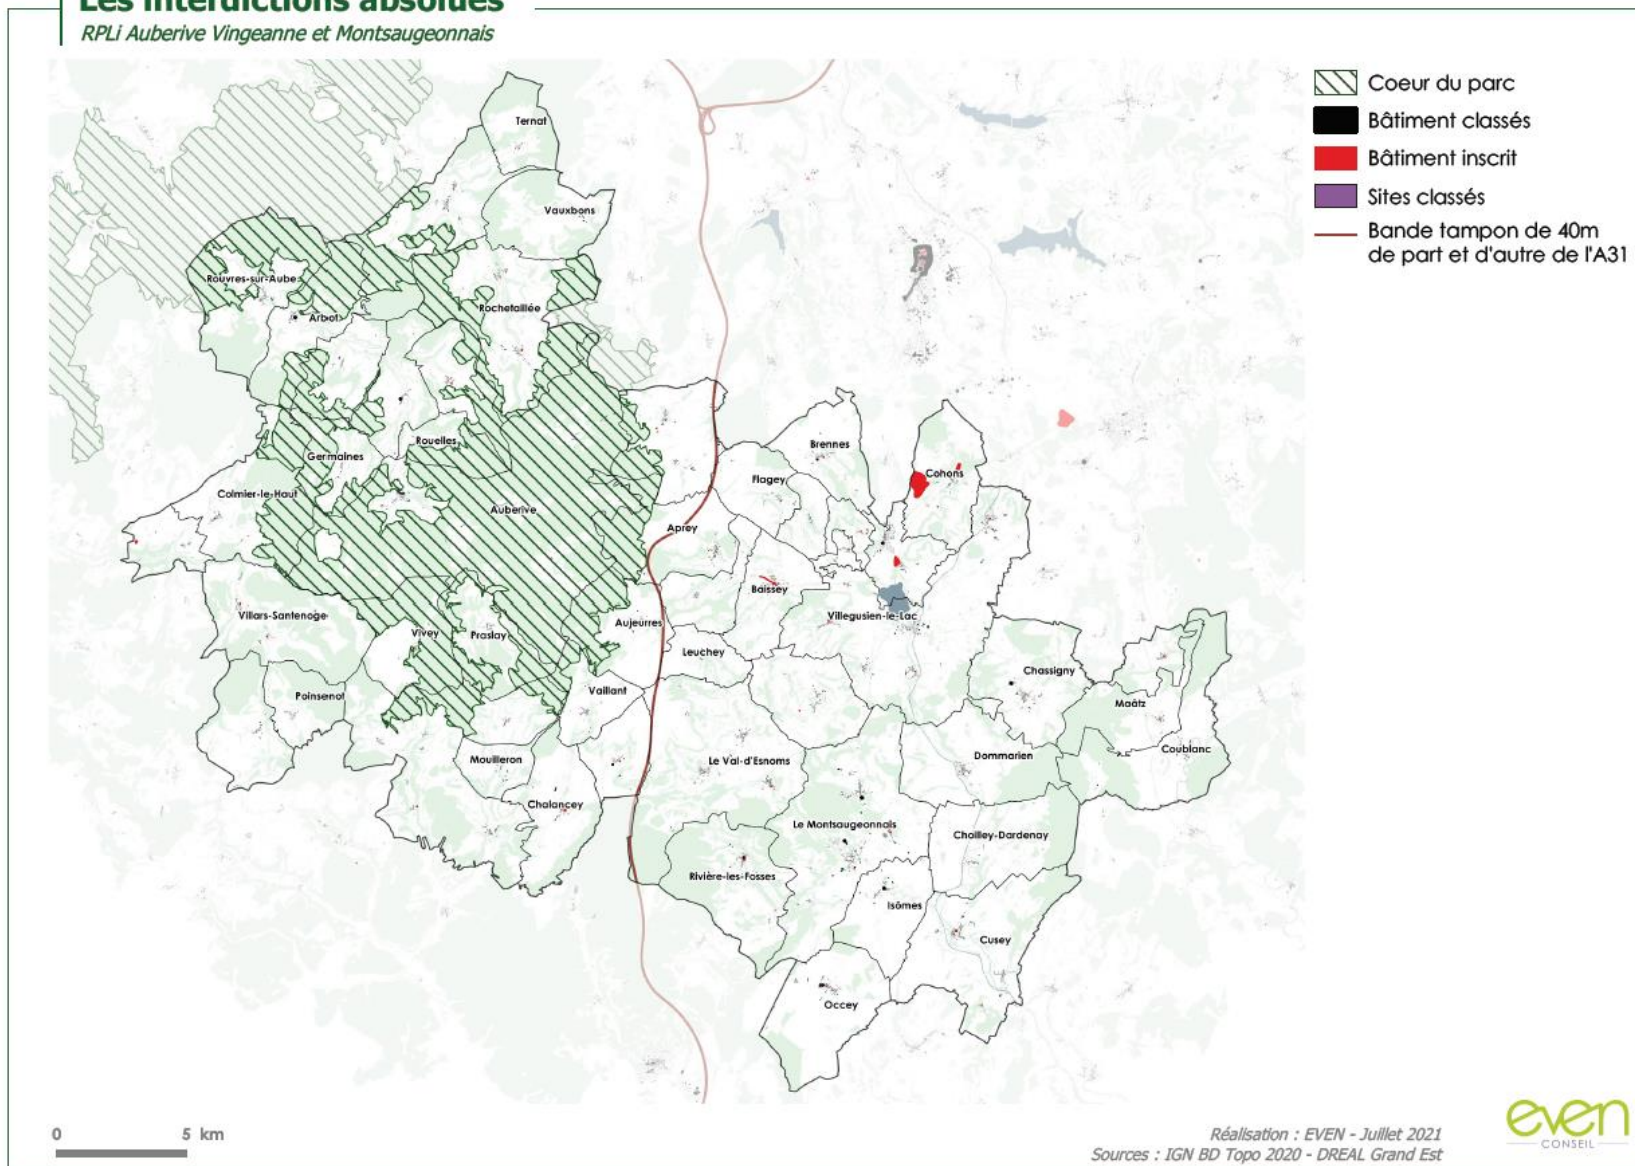 Les interdictions absolues
RPLi Auberive Vingeanne et Montsaugeonnais
Coeur du parc
Bâtiment classés
Bâtiment inscrit
Sites classés
Bande tampon de 40m
de part et d'autre de l'A31
Ternat
Vauxbons
Rouvres-sur-Aube
Rochetaillée
Arbot
Brennes
Rouelles
Germaines
Cohons
Flagey
Colmier-le-Haut
Auberive
Aprey
Baissey
Villars-Santenoge
Villegusien-le-Lac
Aujeurres
Vivey
Praslay
Leuchey
Chassigny
Vaillant
Poinsenot
Maâtz
Coublanc
Dommarien
Mouilleron
Le Val-d'Esnoms
Chalancey
Le Montsaugeonnais
Choilley-Dardenay
Rivière-les-Fosses
Isômes
Cusey
Occey
0 5 km
Réalisation : EVEN - Juillet 2021
Sources : IGN BD Topo 2020 - DREAL Grand Est
even
CONSEIL